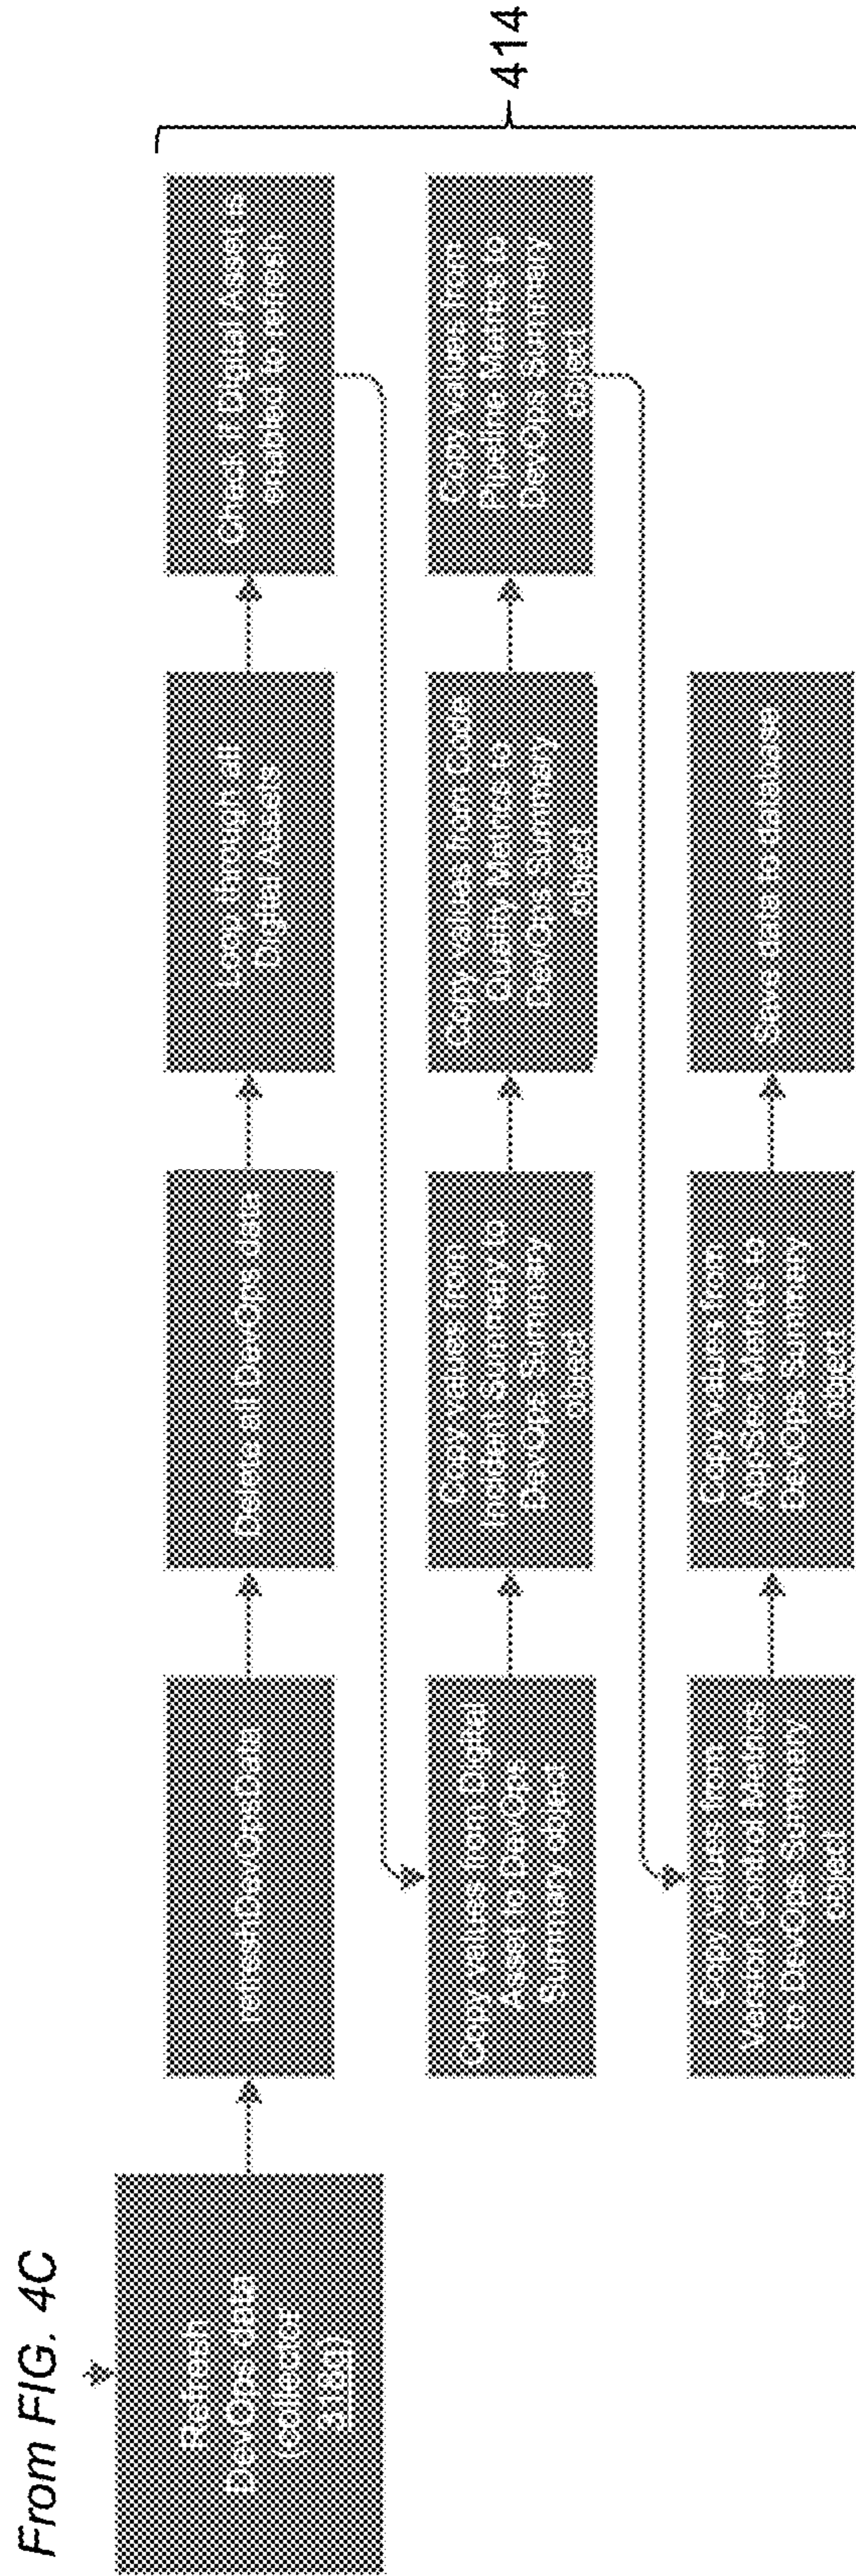 From FIG. 4C
Refresh
DevOps data
(collector
refreshDevOpsData
Delete all DevOps data
Loop through all
Digital Assets
Check if Digital Asset is
enabled to refresh
Copy values from Digital
Asset to DevOps
Summary object
Copy values from
Incident Summary to
DevOps Summary
object
Copy values from Code
Quality Metrics to
DevOps Summary
object
Copy values from
Pipeline Metrics to
DevOps Summary
object
Copy values from
Version Control Metrics
to DevOps Summary
object
Copy values from
AppSec Metrics to
DevOps Summary
object
Save data to database
414